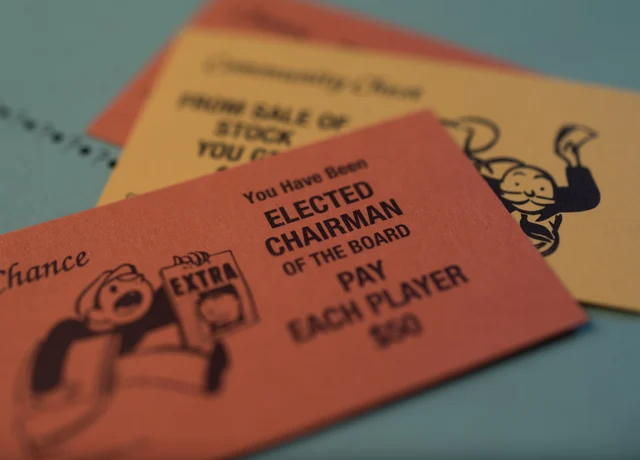 Chance
Community Chest
FROM SALE OF
STOCK
YOU G
Chance
EXTRA
You Have Been
ELECTED
CHAIRMAN
OF THE BOARD
PAY
EACH PLAYER
$50